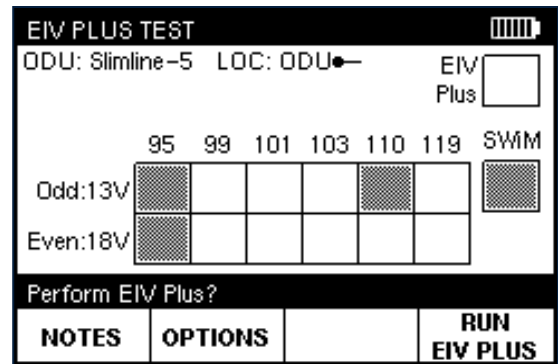 EIV PLUS TEST
ODU: Slimline-5 LOC: ODU
EIV
Plus
95 99 101 103 110 119 SWiM
Odd:13V
Even:18V
Perform EIV Plus?
NOTES OPTIONS RUN
EIV PLUS